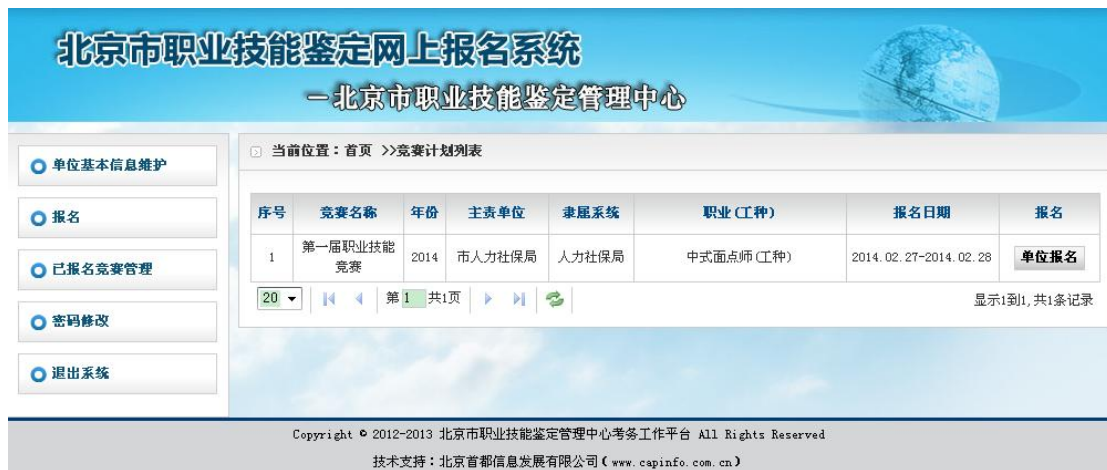 北京市职业技能鉴定网上报名系统
－北京市职业技能鉴定管理中心
单位基本信息维护
报名
已报名竞赛管理
密码修改
退出系统
当前位置：首页 >>竞赛计划列表
序号 竞赛名称 年份 主责单位 隶属系统 职业(工种) 报名日期 报名
1 第一届职业技能竞赛 2014 市人力社保局 人力社保局 中式面点师(工种) 2014.02.27-2014.02.28 单位报名
20 第 1 共1页 显示1到1,共1条记录
Copyright © 2012-2013 北京市职业技能鉴定管理中心考务工作平台 All Rights Reserved
技术支持：北京首都信息发展有限公司(www.capinfo.com.cn)